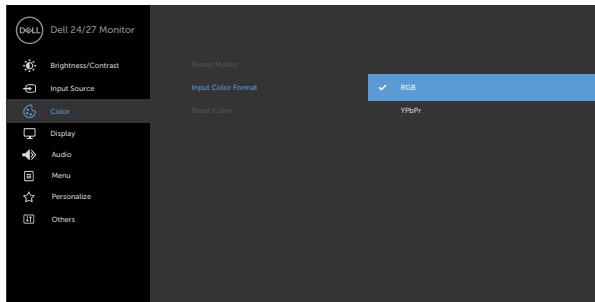 DELL
Dell 24/27 Monitor
Brightness/Contrast
Input Source
Color
Display
Audio
Menu
Personalize
Others
Preset Modes
Input Color Format
Reset Color
RGB
YPbPr